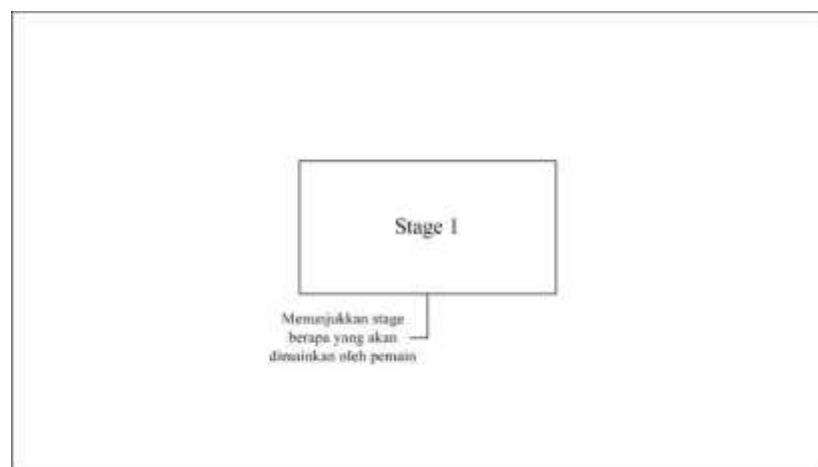 Stage 1
Menunjukkan stage
berapa yang akan
dimainkan oleh pemain